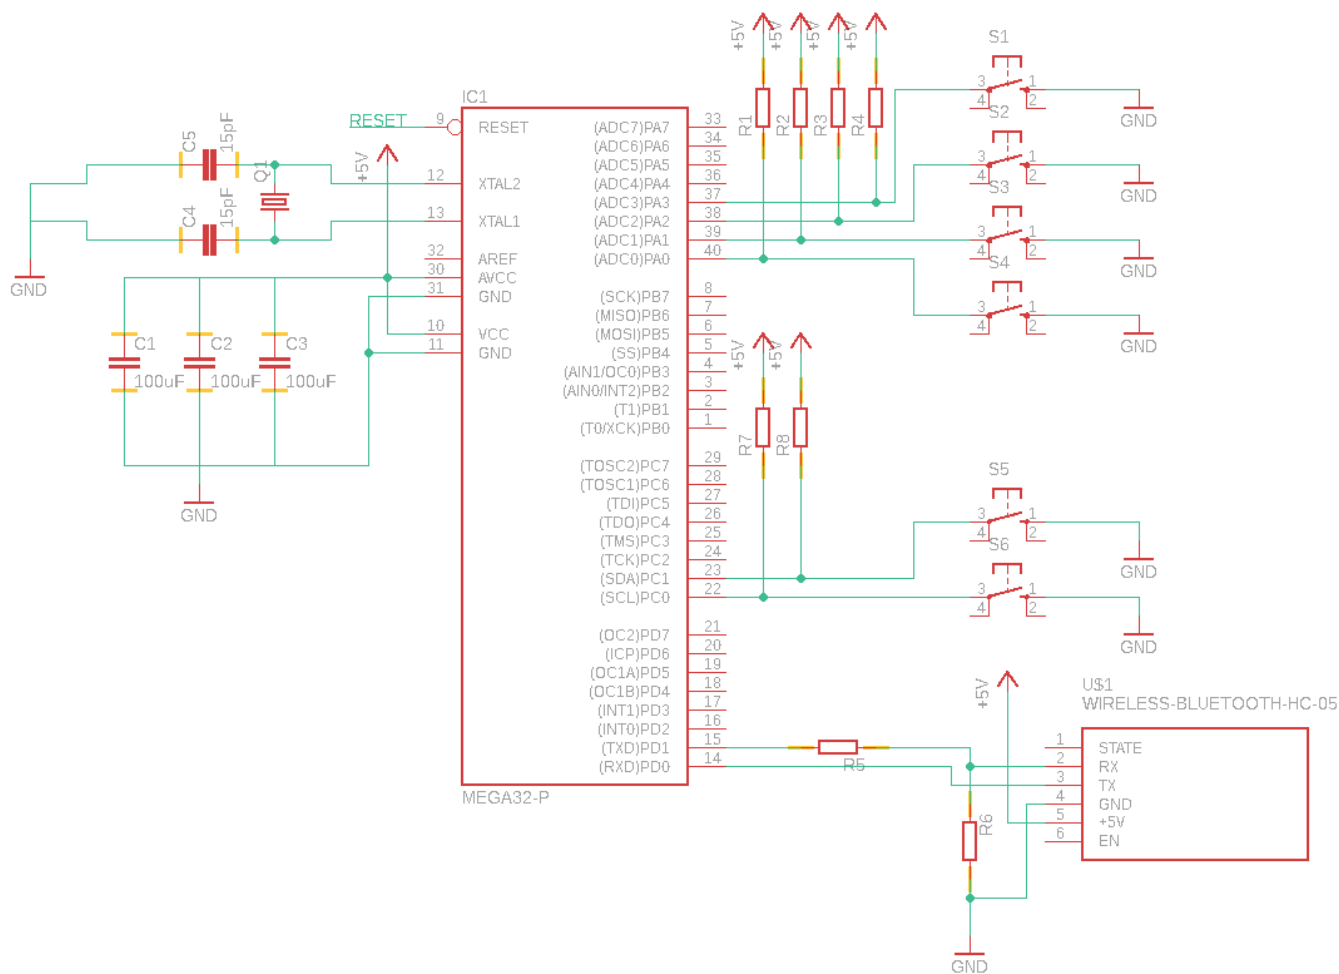 +5V
+5V
+5V
+5V
R1
R2
R3
R4
S1
3 1
4 2
GND
S2
3 1
4 2
GND
S3
3 1
4 2
GND
S4
3 1
4 2
GND
IC1
RESET
9 RESET
+5V
C5
15pF
Q1
C4
15pF
12 XTAL2
13 XTAL1
32 AREF
30 AVCC
31 GND
10 VCC
11 GND
GND
C1
100uF
C2
100uF
C3
100uF
GND
(ADC7)PA7 33
(ADC6)PA6 34
(ADC5)PA5 35
(ADC4)PA4 36
(ADC3)PA3 37
(ADC2)PA2 38
(ADC1)PA1 39
(ADC0)PA0 40
(SCK)PB7 8
(MISO)PB6 7
(MOSI)PB5 6
(SS)PB4 5
(AIN1/OC0)PB3 4
(AIN0/INT2)PB2 3
(T1)PB1 2
(T0/XCK)PB0 1
(TOSC2)PC7 29
(TOSC1)PC6 28
(TDI)PC5 27
(TDO)PC4 26
(TMS)PC3 25
(TCK)PC2 24
(SDA)PC1 23
(SCL)PC0 22
(OC2)PD7 21
(ICP)PD6 20
(OC1A)PD5 19
(OC1B)PD4 18
(INT1)PD3 17
(INT0)PD2 16
(TXD)PD1 15
(RXD)PD0 14
MEGA32-P
+5V
+5V
R7
R8
S5
3 1
4 2
GND
S6
3 1
4 2
GND
R5
R6
GND
+5V
U$1
WIRELESS-BLUETOOTH-HC-05
1 STATE
2 RX
3 TX
4 GND
5 +5V
6 EN